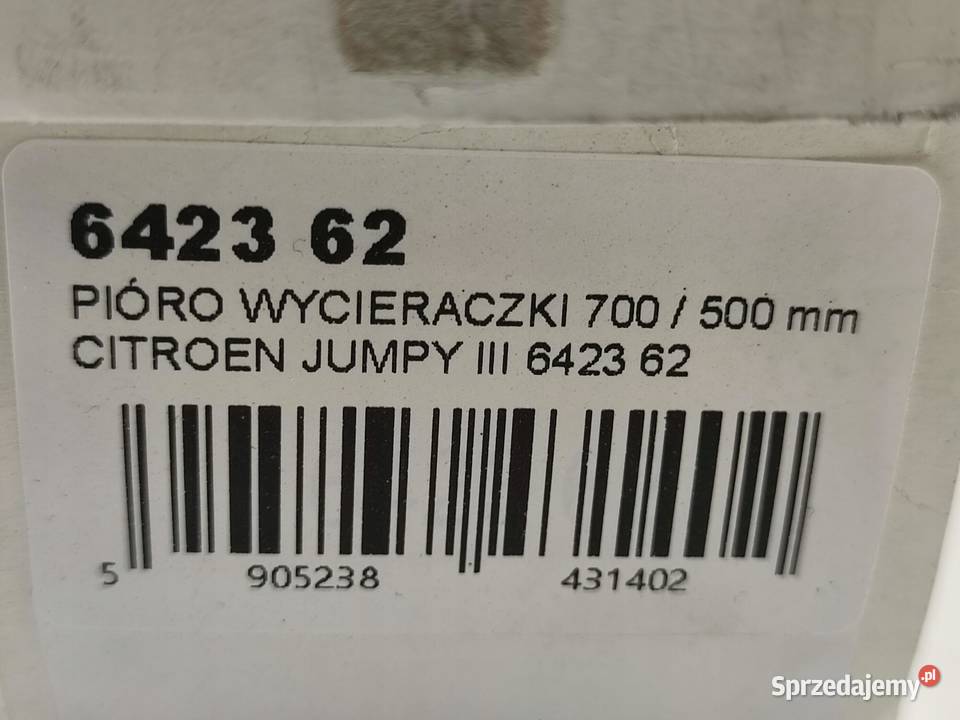 6423 62
PIÓRO WYCIERACZKI 700 / 500 mm
CITROEN JUMPY III 6423 62
5 905238 431402
Sprzedajemy.pl